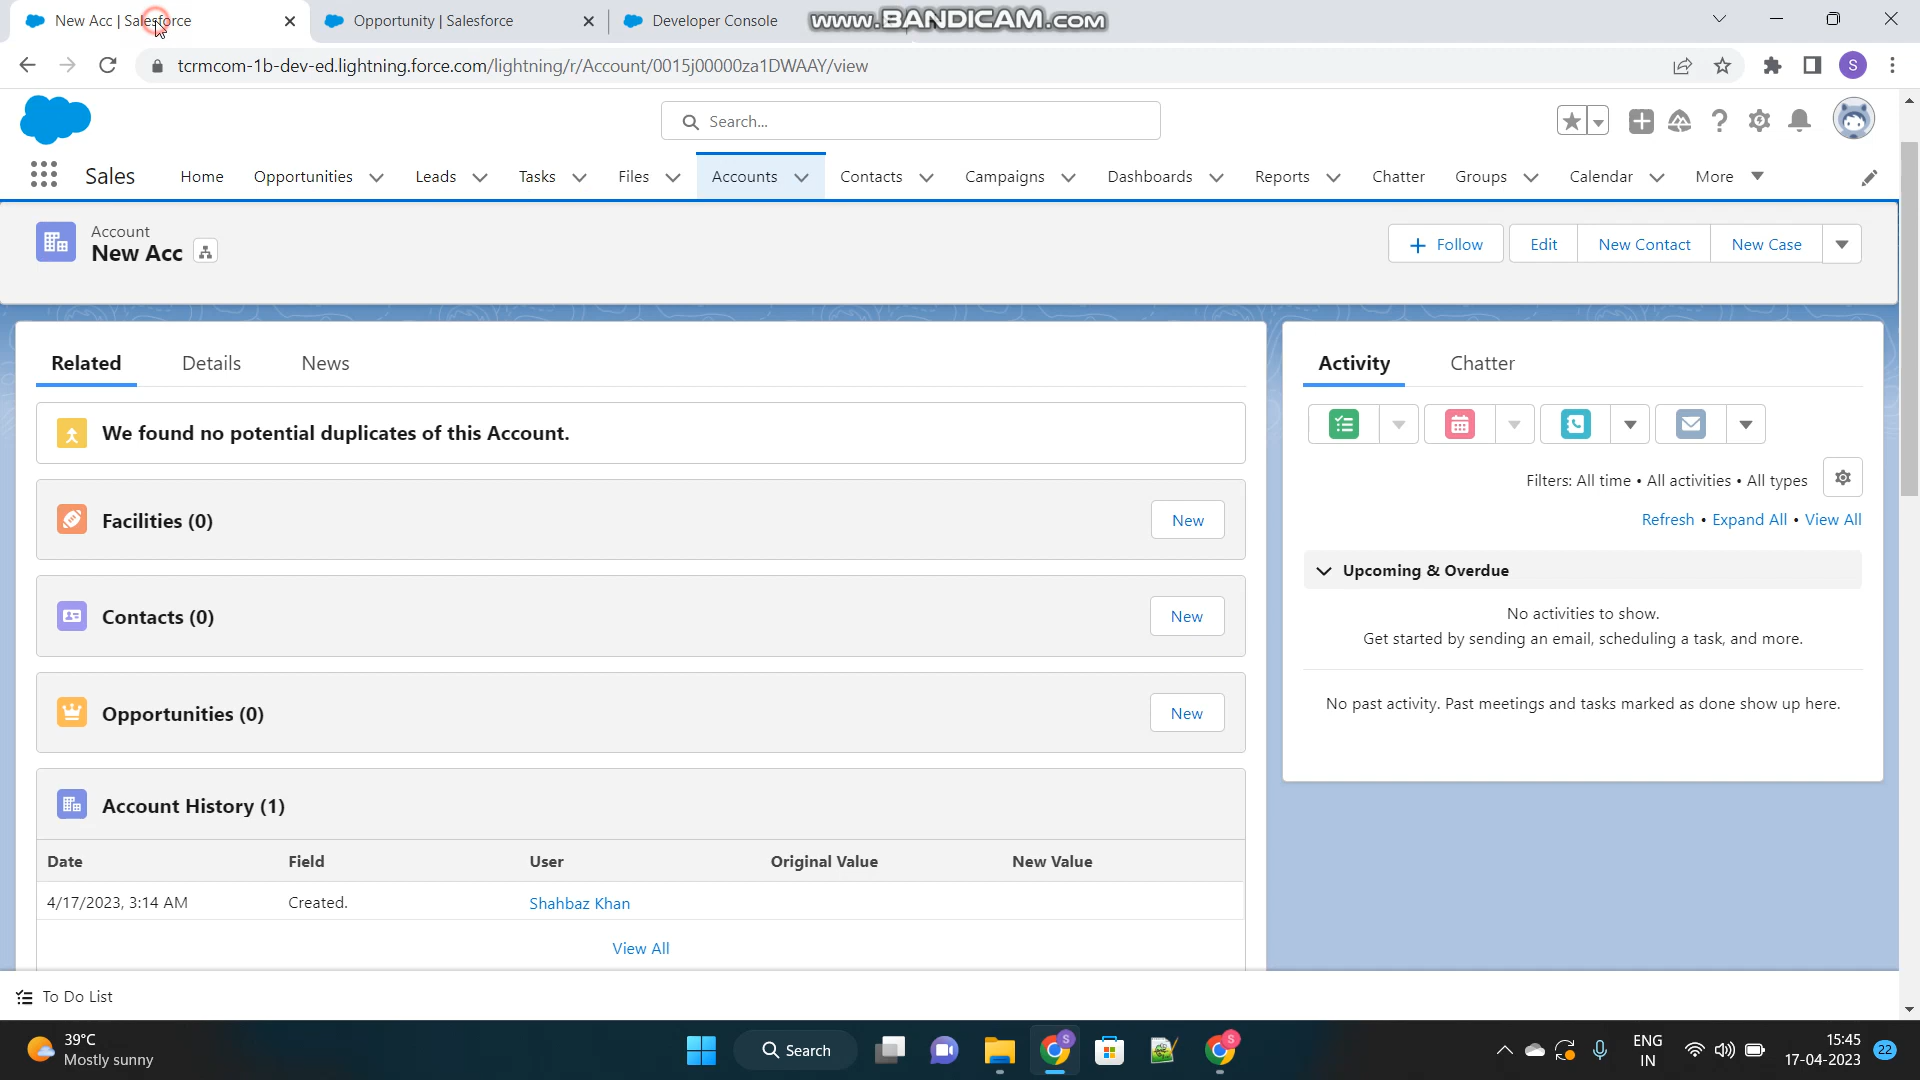 New Acc | Salesforce
Opportunity | Salesforce
Developer Console
www.BANDICAM.com
tcrmcom-1b-dev-ed.lightning.force.com/lightning/r/Account/0015j00000za1DWAAY/view
S
Search...
Sales
Home
Opportunities
Leads
Tasks
Files
Accounts
Contacts
Campaigns
Dashboards
Reports
Chatter
Groups
Calendar
More
Account
New Acc
Follow
Edit
New Contact
New Case
Related
Details
News
We found no potential duplicates of this Account.
Facilities (0)
New
Contacts (0)
New
Opportunities (0)
New
Account History (1)
Date
Field
User
Original Value
New Value
4/17/2023, 3:14 AM
Created.
Shahbaz Khan
View All
Activity
Chatter
Filters: All time • All activities • All types
Refresh • Expand All • View All
Upcoming & Overdue
No activities to show.
Get started by sending an email, scheduling a task, and more.
No past activity. Past meetings and tasks marked as done show up here.
To Do List
39°C
Mostly sunny
Search
S
S
ENG
IN
15:45
17-04-2023
22